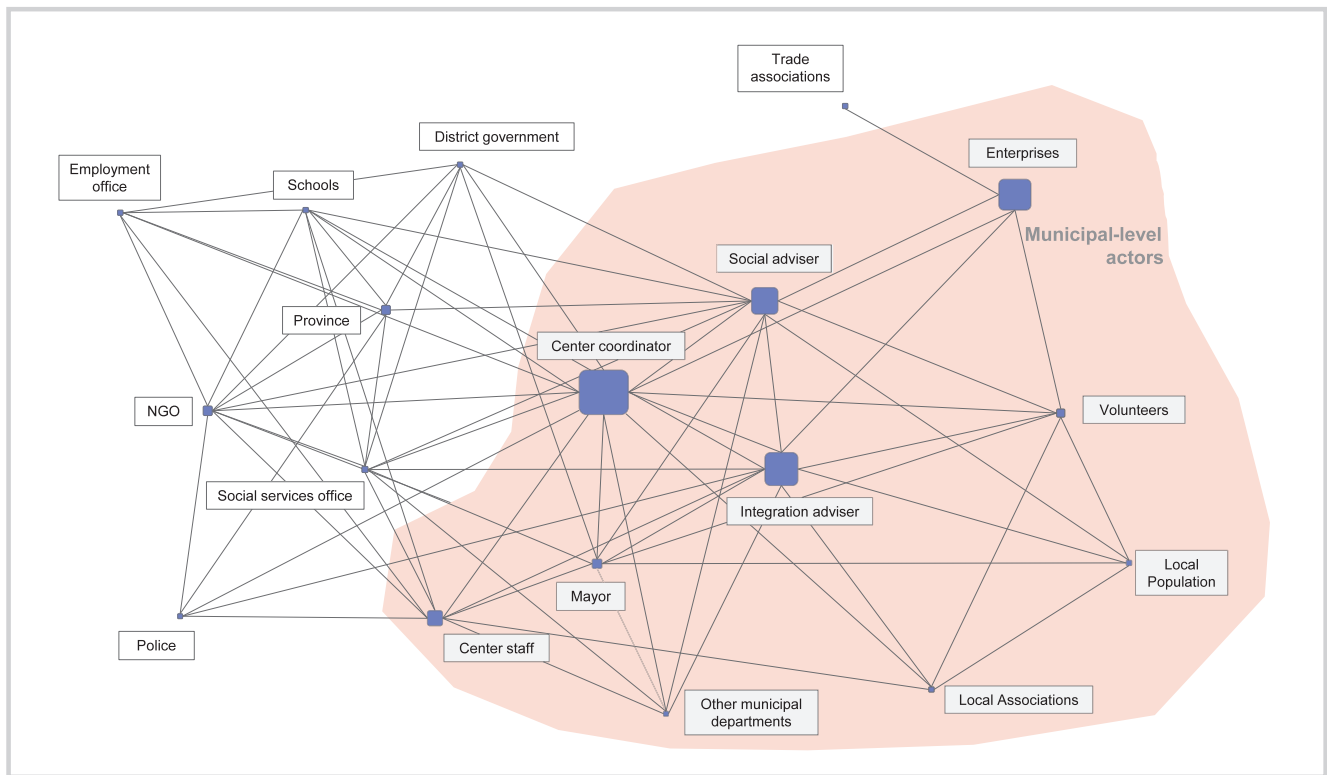 Trade
associations
District government
Enterprises
Employment
office
Schools
Municipal-level
actors
Social adviser
Province
Center coordinator
NGO
Volunteers
Social services office
Integration adviser
Local
Population
Mayor
Police
Center staff
Other municipal
departments
Local Associations